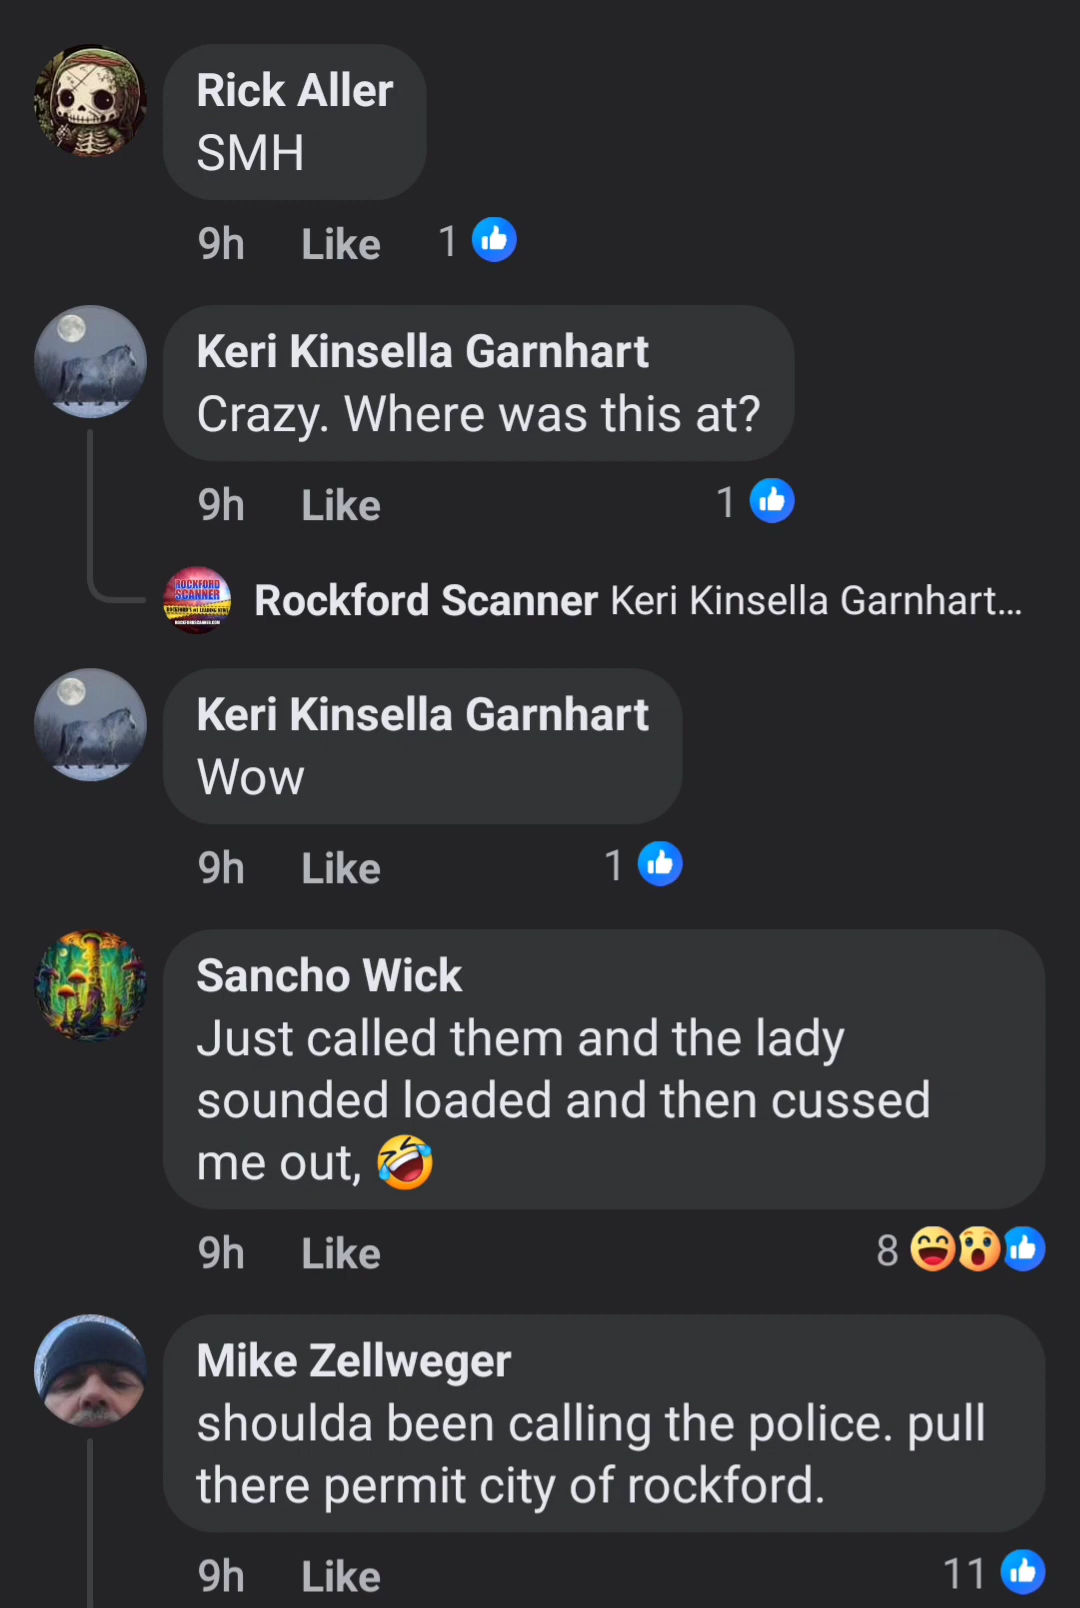 Rick Aller
SMH
9h Like 1
Keri Kinsella Garnhart
Crazy. Where was this at?
9h Like 1
ROCKFORD
SCANNER
Rockford Scanner Keri Kinsella Garnhart...
Keri Kinsella Garnhart
Wow
9h Like 1
Sancho Wick
Just called them and the lady
sounded loaded and then cussed
me out, 🤣
9h Like 8
Mike Zellweger
shoulda been calling the police. pull
there permit city of rockford.
9h Like 11